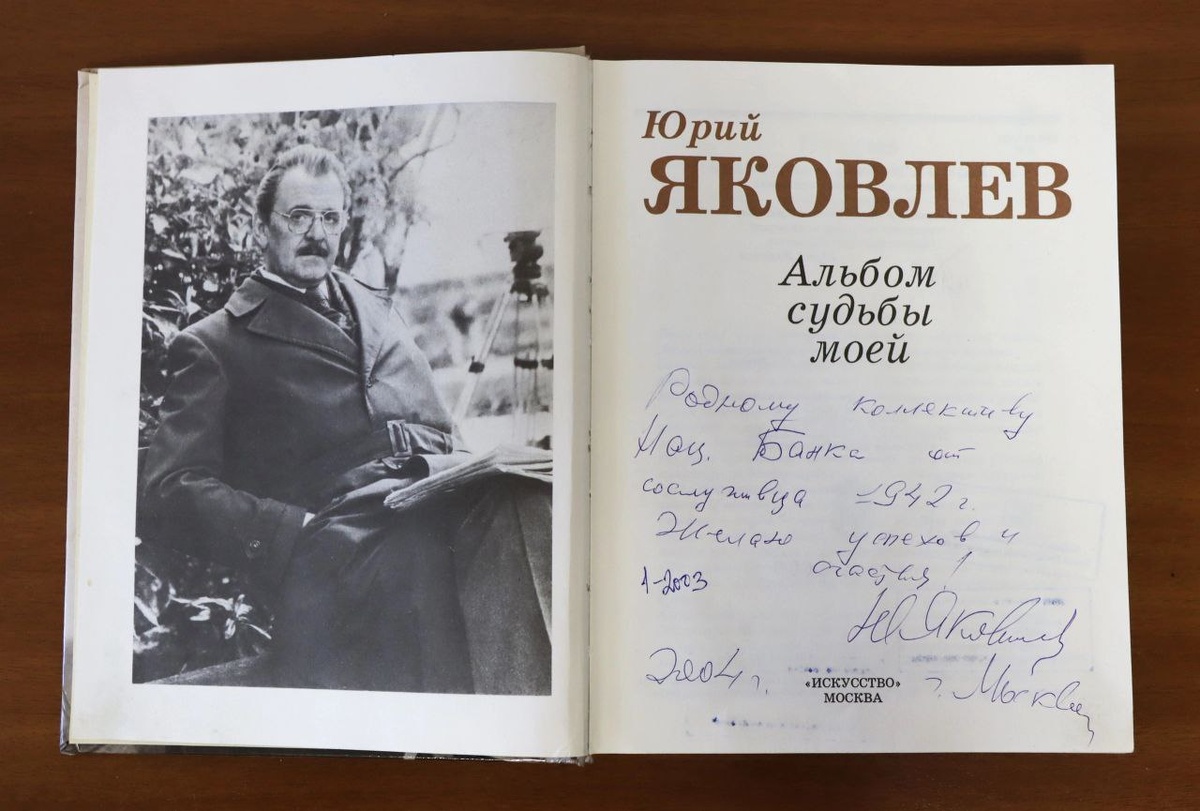 Юрий
ЯКОВЛЕВ
Альбом
судьбы
моей
Родному коллективу
Нац. Банка от
сослуживца 1942 г.
Желаю успехов и
счастья!
1-2003
Ю Яковлев
2004 г.
г. Москва
«ИСКУССТВО»
МОСКВА